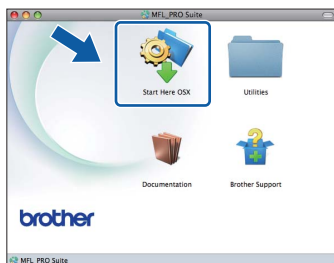 MFL_PRO Suite
Start Here OSX
Utilities
Documentation
Brother Support
brother
MFL_PRO Suite